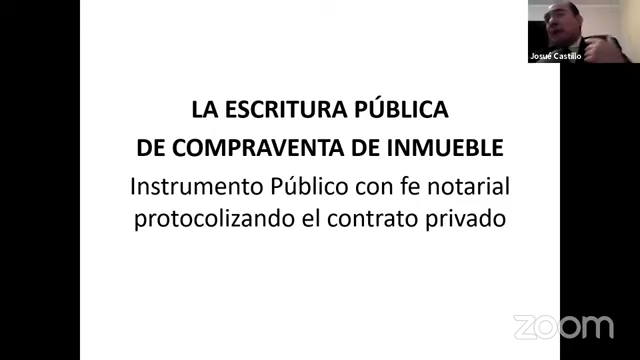 Josué Castillo
LA ESCRITURA PÚBLICA
DE COMPRAVENTA DE INMUEBLE
Instrumento Público con fe notarial
protocolizando el contrato privado
zoom